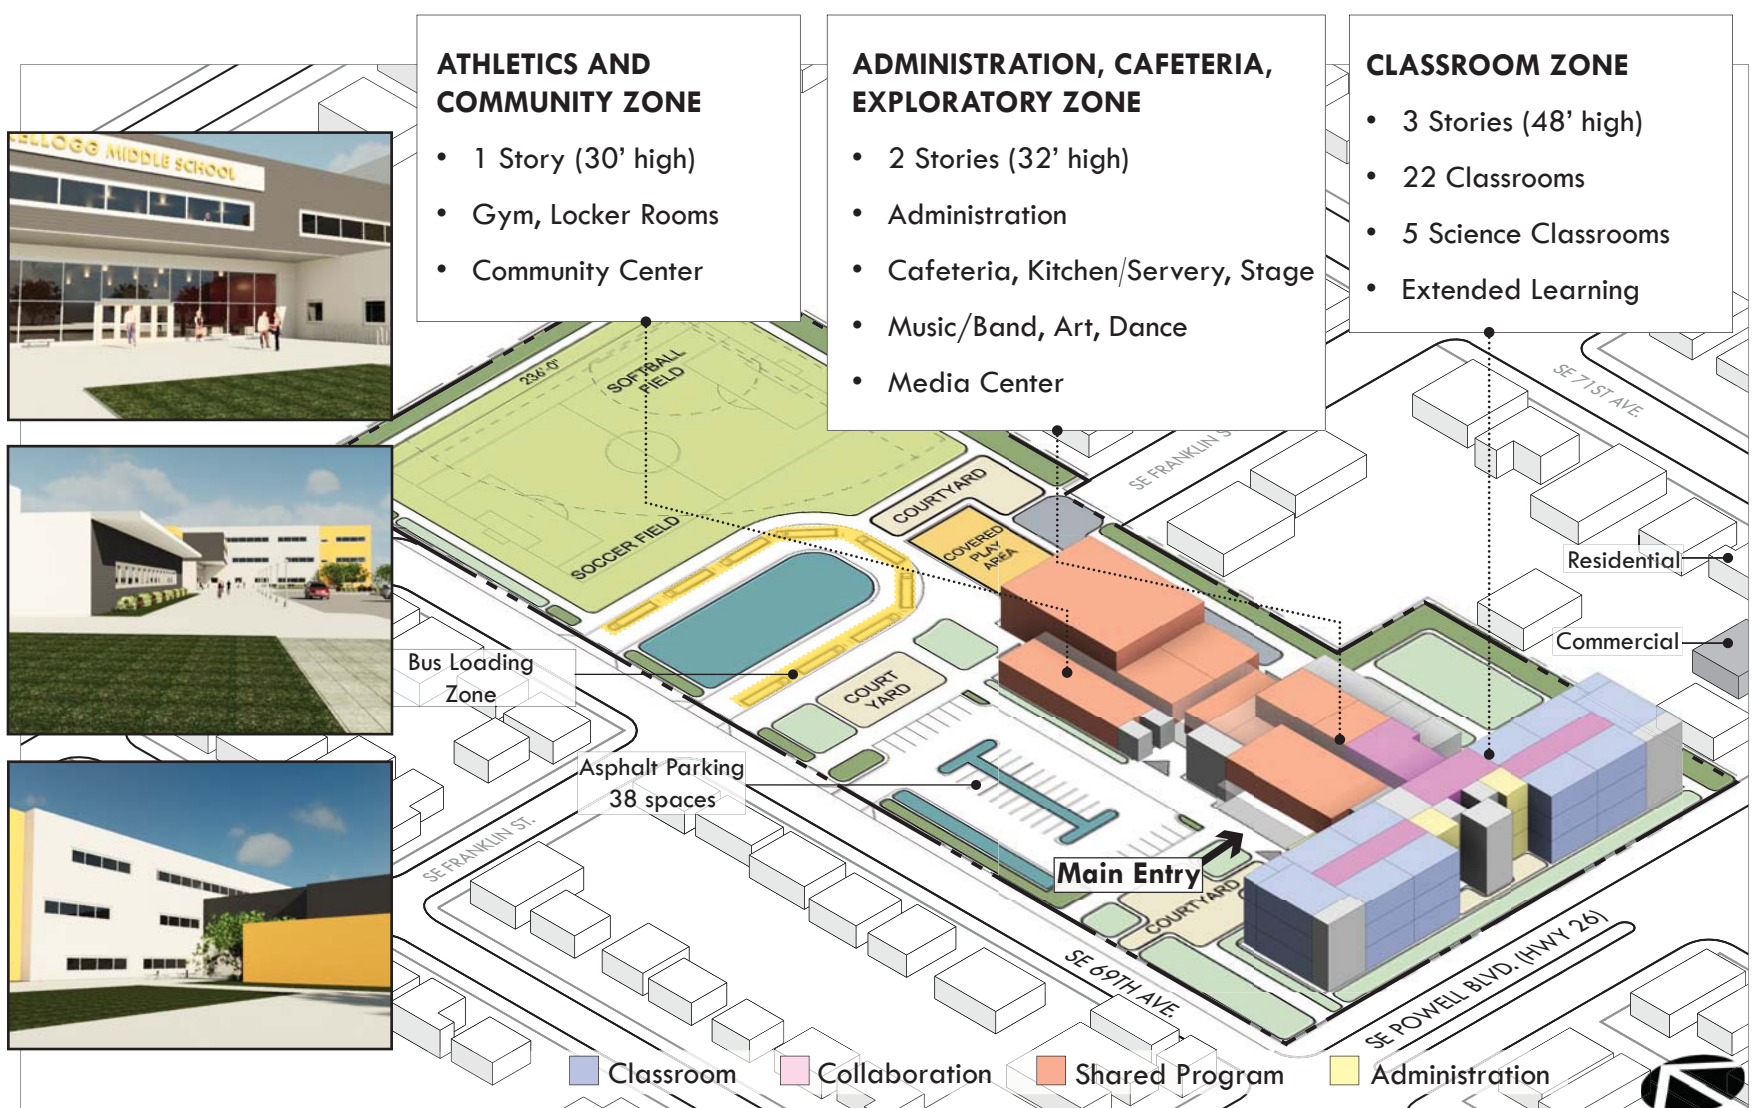 ATHLETICS AND
COMMUNITY ZONE
• 1 Story (30' high)
• Gym, Locker Rooms
• Community Center
ADMINISTRATION, CAFETERIA,
EXPLORATORY ZONE
• 2 Stories (32' high)
• Administration
• Cafeteria, Kitchen/Servery, Stage
• Music/Band, Art, Dance
• Media Center
CLASSROOM ZONE
• 3 Stories (48' high)
• 22 Classrooms
• 5 Science Classrooms
• Extended Learning
KELLOGG MIDDLE SCHOOL
236'-0"
SOFTBALL
FIELD
SOCCER FIELD
COURTYARD
COVERED
PLAY
AREA
SE FRANKLIN S
SE 71ST AVE.
Residential
Commercial
Bus Loading
Zone
COURT
YARD
Asphalt Parking
38 spaces
SE FRANKLIN ST.
Main Entry
COURTYARD
SE 69TH AVE.
SE POWELL BLVD. (HWY 26)
Classroom
Collaboration
Shared Program
Administration